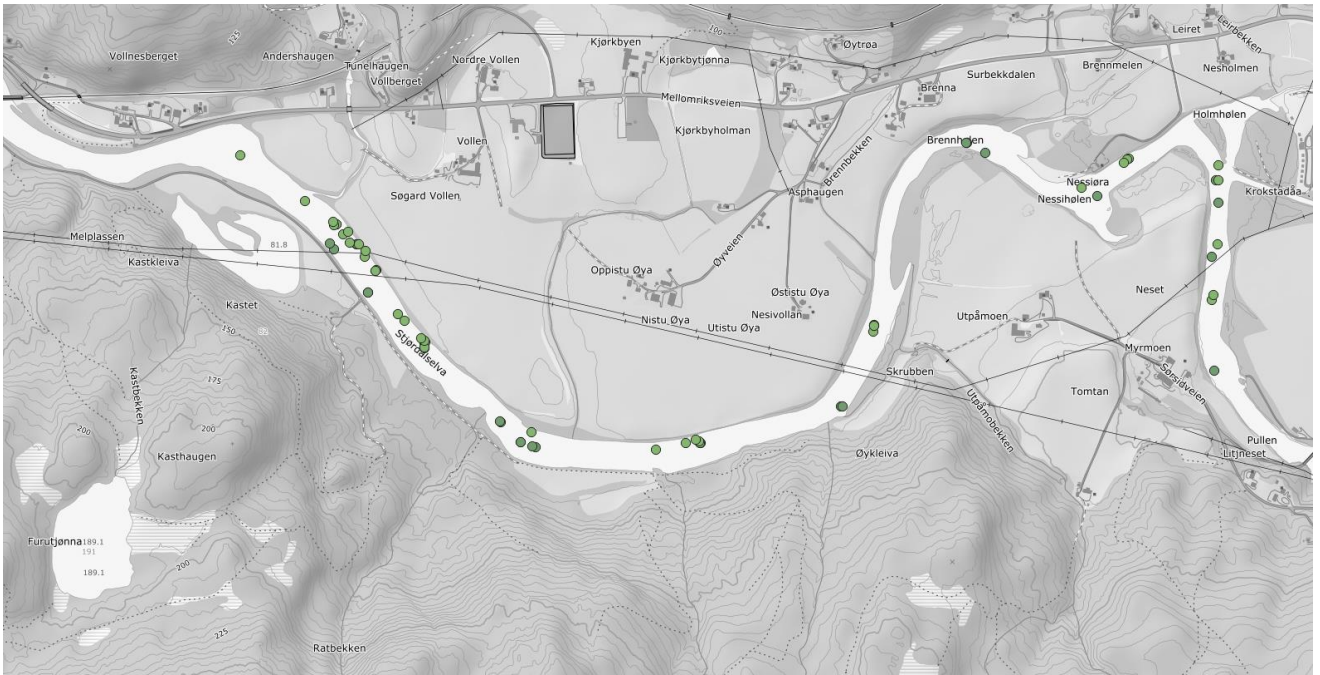 Vollnesberget
125
Andershaugen
Tunelhaugen
Vollberget
Nordre Vollen
Kjørkbyen
Kjørkbytjønna
100
Øytrøa
Leiret
Leirbekken
Brennmelen
Nesholmen
Surbekkdalen
Brenna
Mellomriksveien
Holmhølen
Kjørkbyholman
Vollen
Brennhølen
Brennbekken
Nessiøra
Nessihølen
Krokstadåa
Søgard Vollen
Asphaugen
Melplassen
81.8
Kastkleiva
Øyveien
Oppistu Øya
Østistu Øya
Nesivollan
Neset
Kastet
150
Nistu Øya
Utistu Øya
Utpåmoen
Stjørdalselva
Myrmoen
Skrubben
Sørsidveien
175
Kastbekken
Tomtan
Utpåmobekken
200
200
Kasthaugen
Øykleiva
Pullen
Litjneset
Furutjønna
189.1
191
189.1
200
225
Ratbekken